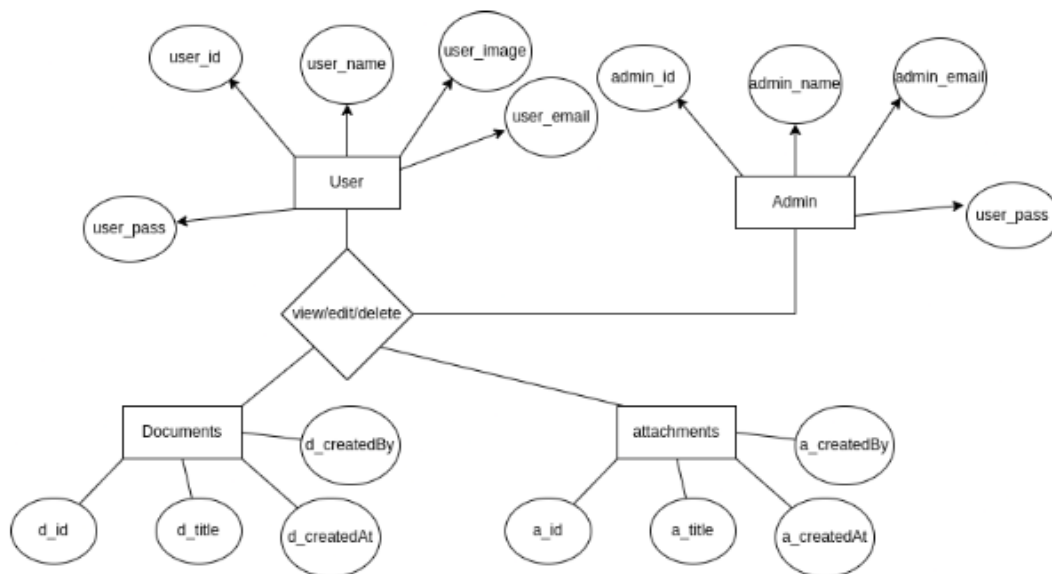 user_id
user_name
user_image
user_email
admin_id
admin_name
admin_email
User
Admin
user_pass
user_pass
view/edit/delete
Documents
d_createdBy
attachments
a_createdBy
d_id
d_title
d_createdAt
a_id
a_title
a_createdAt